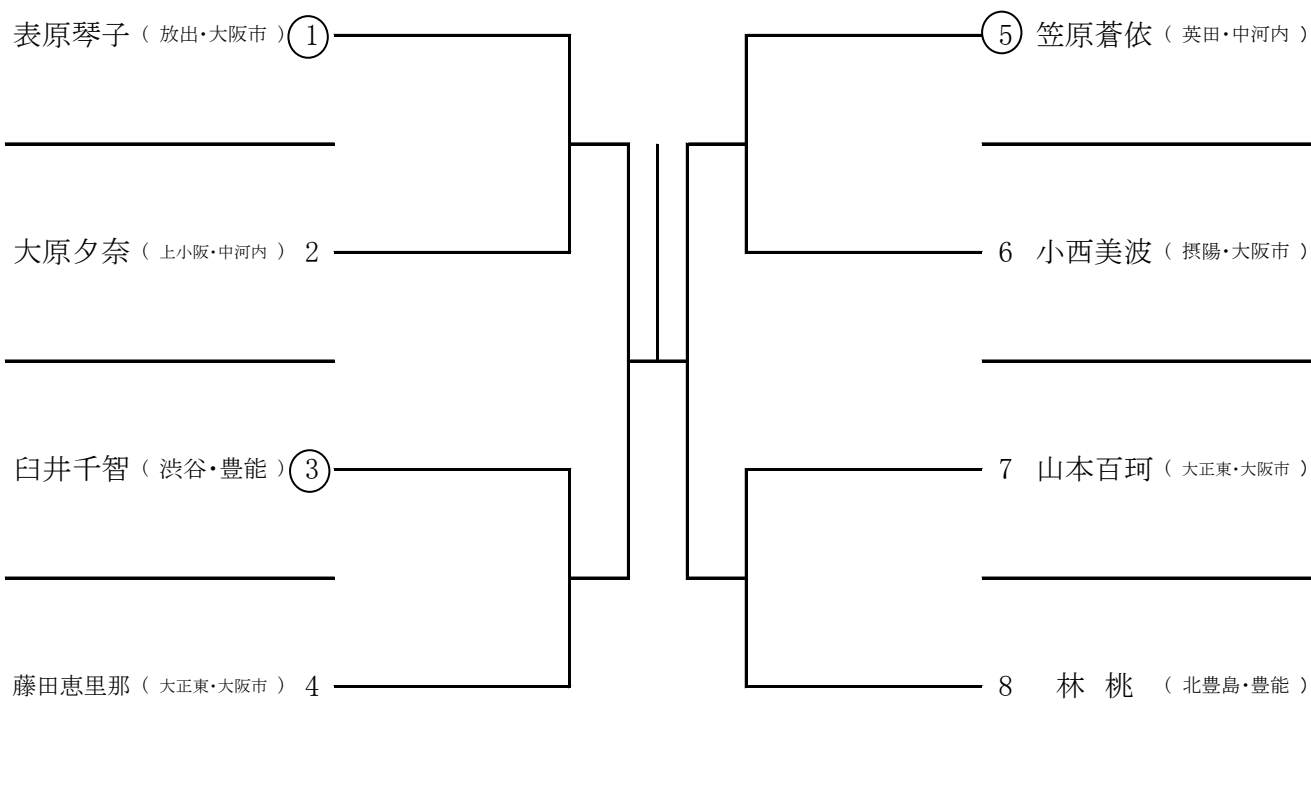 表原琴子（ 放出・大阪市 ）1
大原夕奈（ 上小阪・中河内 ） 2
臼井千智（ 渋谷・豊能 ）3
藤田恵里那（ 大正東・大阪市 ） 4
5 笠原蒼依（ 英田・中河内 ）
6 小西美波（ 摂陽・大阪市 ）
7 山本百珂（ 大正東・大阪市 ）
8 林 桃 （ 北豊島・豊能 ）